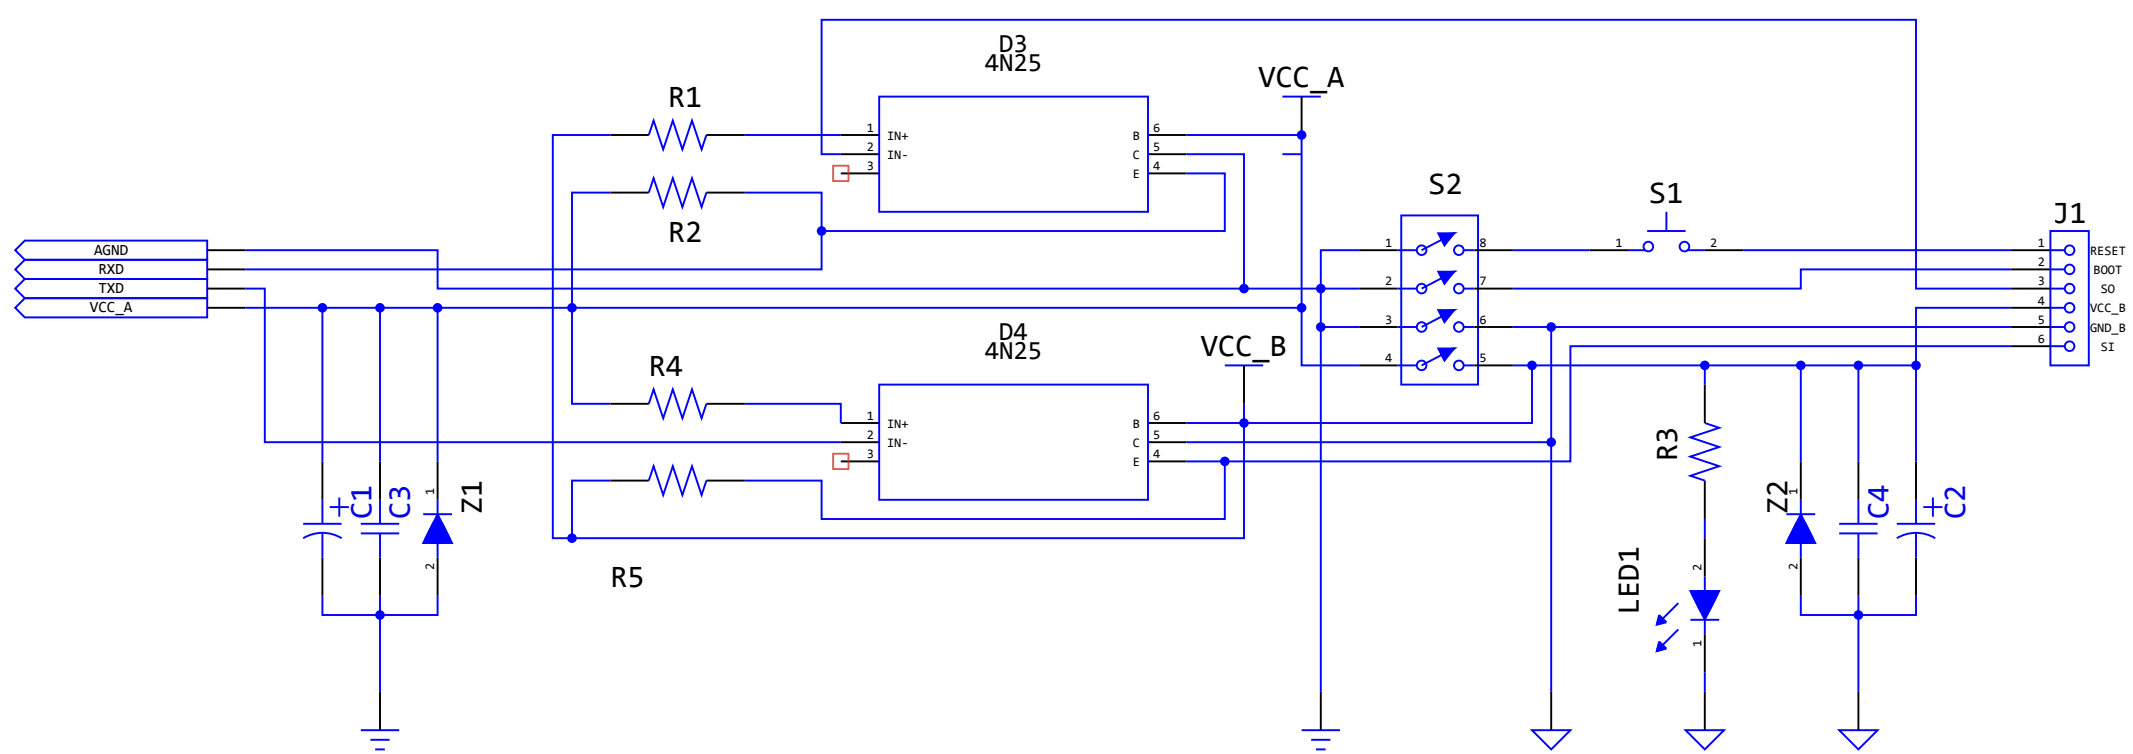 D3
4N25
VCC_A
R1
1
IN+
2
IN-
3
B
6
C
5
E
4
R2
S2
S1
J1
AGND
RXD
TXD
VCC_A
1
8
2
7
3
6
4
5
1
2
1
RESET
2
BOOT
3
SO
4
VCC_B
5
GND_B
6
SI
D4
4N25
VCC_B
R4
1
IN+
2
IN-
3
B
6
C
5
E
4
R5
+
C1
C3
1
Z1
2
R3
LED1
2
1
Z2
1
2
C4
+
C2